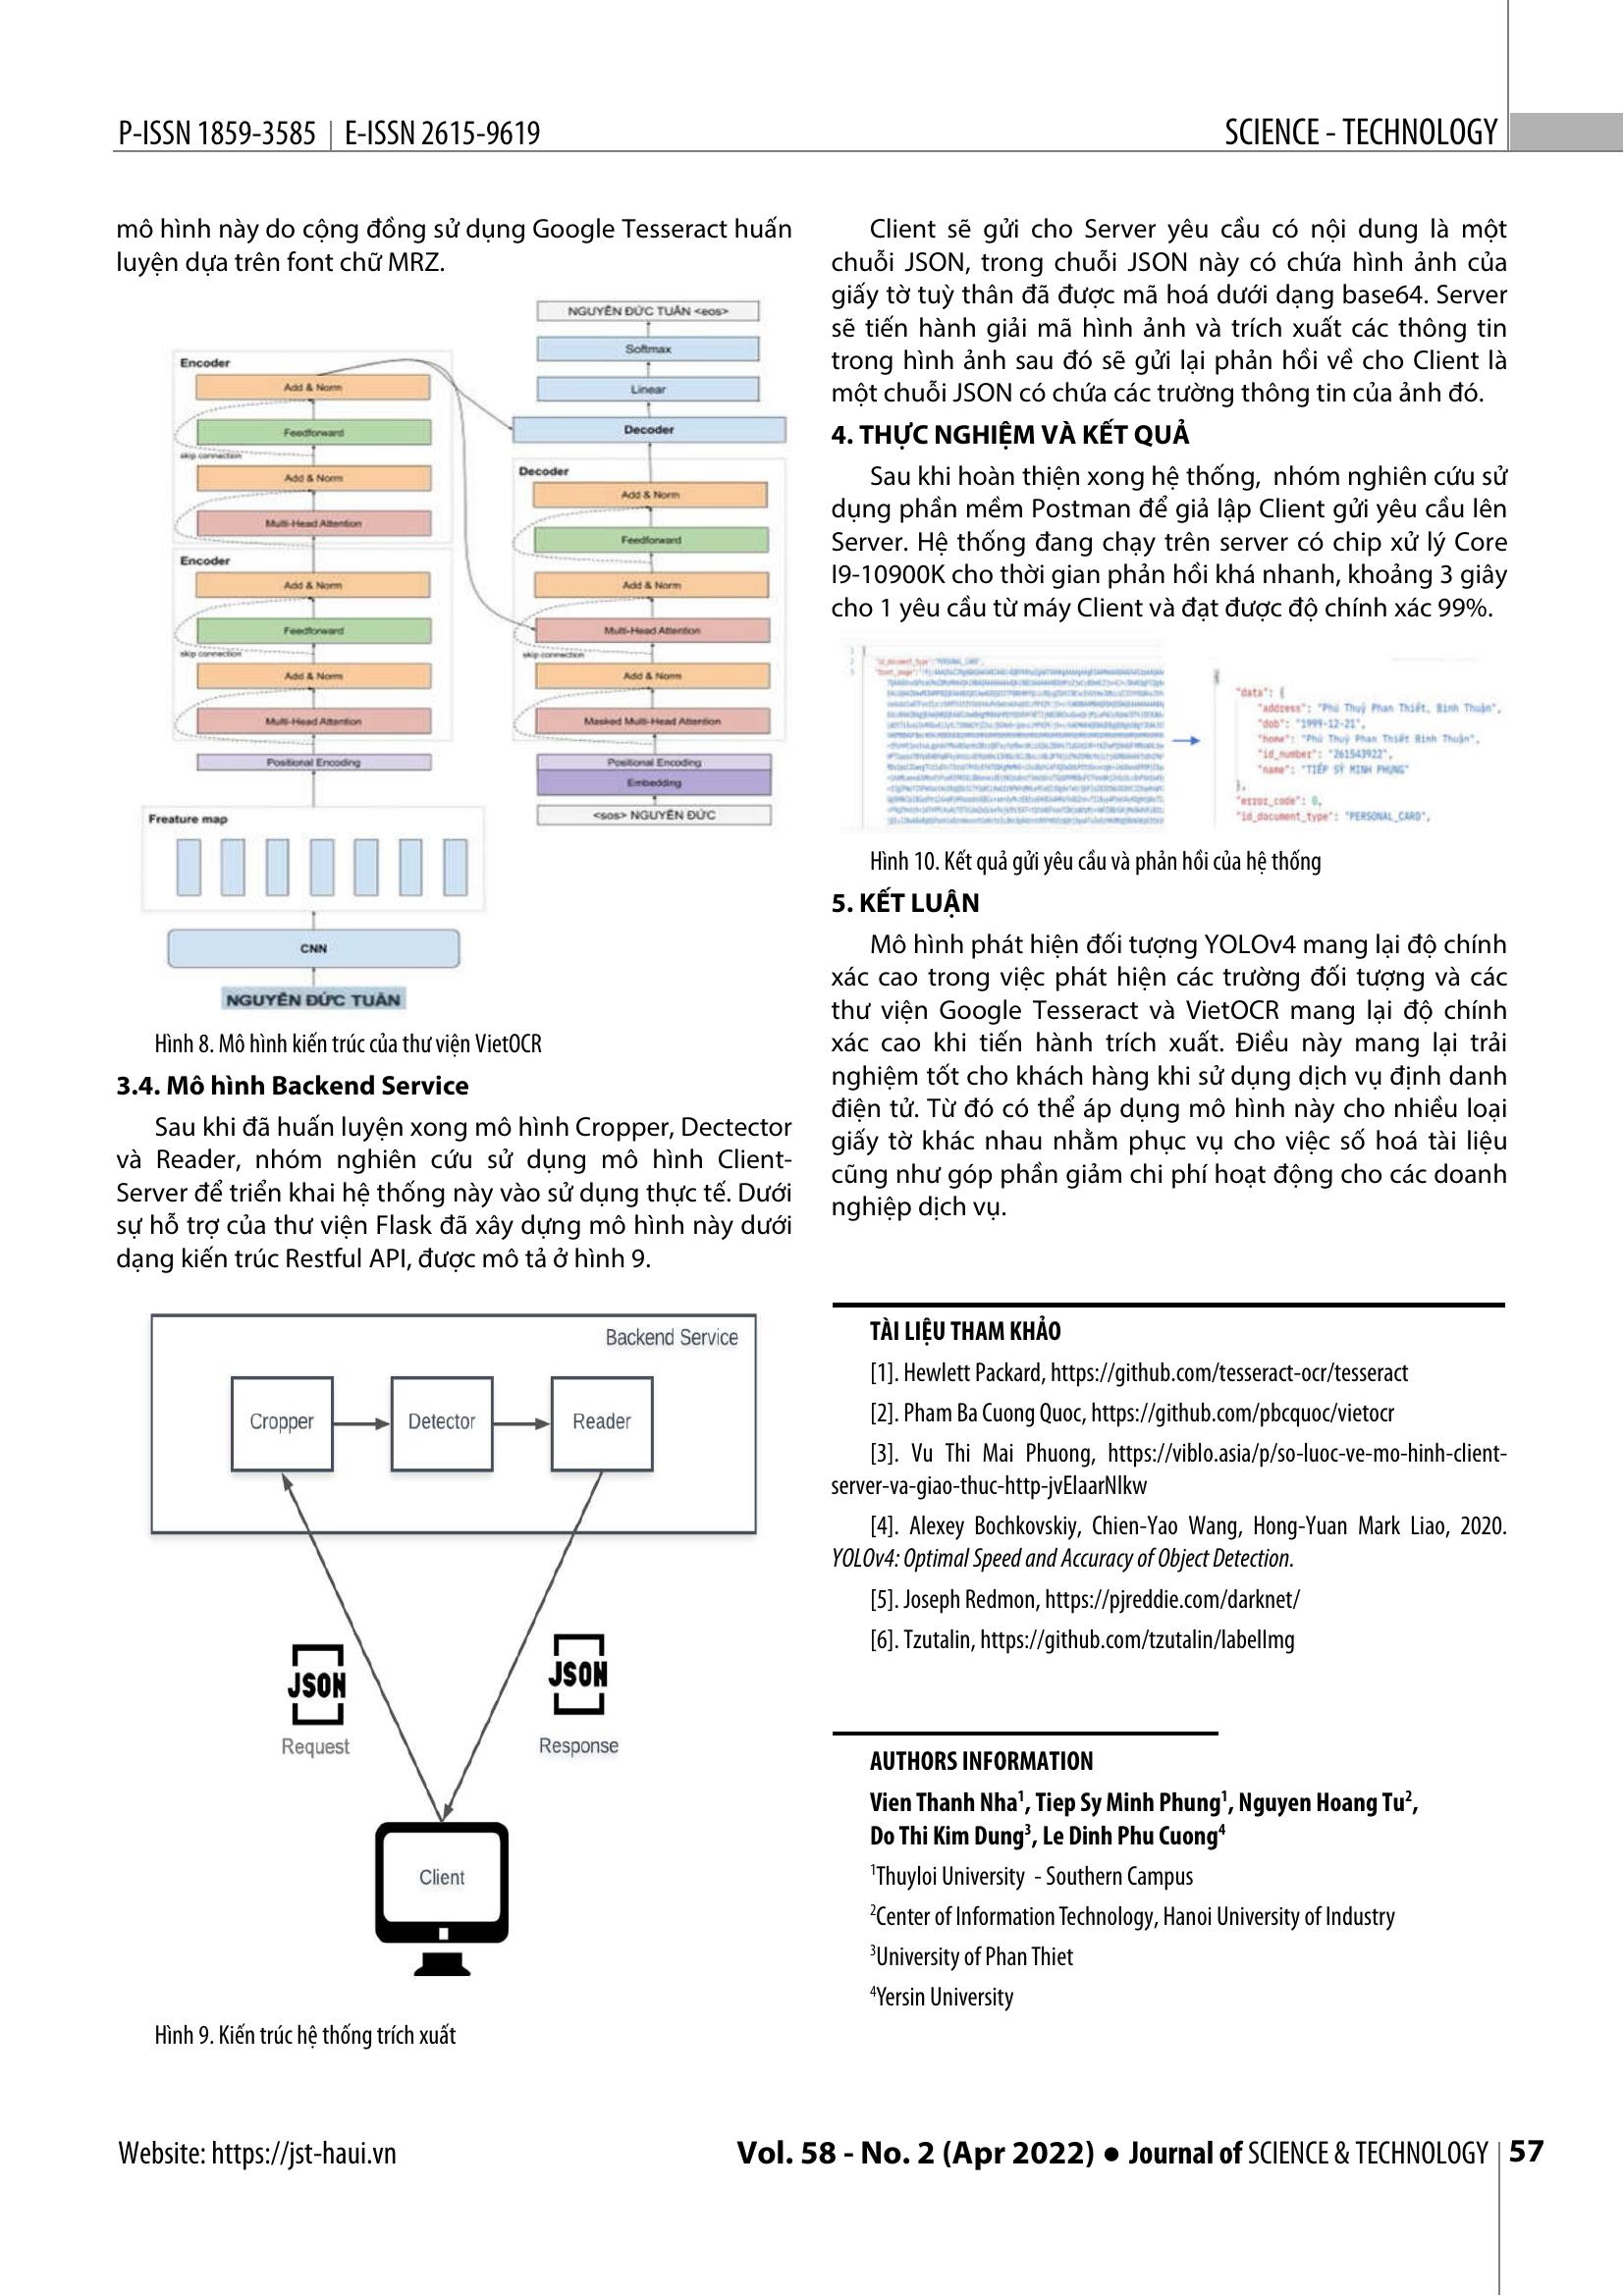 P-ISSN 1859-3585 | E-ISSN 2615-9619
SCIENCE - TECHNOLOGY
mô hình này do cộng đồng sử dụng Google Tesseract huấn
luyện dựa trên font chữ MRZ.
NGUYỄN ĐỨC TUẤN <eos>
Softmax
Linear
Decoder
Encoder
Add & Norm
Feedforward
skip connection
Add & Norm
Multi-Head Attention
Encoder
Add & Norm
Feedforward
skip connection
Add & Norm
Multi-Head Attention
Positional Encoding
Decoder
Add & Norm
Feedforward
Add & Norm
Multi-Head Attention
skip connection
Add & Norm
Masked Multi-Head Attention
Positional Encoding
Embedding
<sos> NGUYỄN ĐỨC
Freature map
CNN
NGUYỄN ĐỨC TUẤN
Hình 8. Mô hình kiến trúc của thư viện VietOCR
3.4. Mô hình Backend Service
Sau khi đã huấn luyện xong mô hình Cropper, Dectector
và Reader, nhóm nghiên cứu sử dụng mô hình Client-
Server để triển khai hệ thống này vào sử dụng thực tế. Dưới
sự hỗ trợ của thư viện Flask đã xây dựng mô hình này dưới
dạng kiến trúc Restful API, được mô tả ở hình 9.
Backend Service
Cropper
Detector
Reader
JSON
Request
JSON
Response
Client
Hình 9. Kiến trúc hệ thống trích xuất
Client sẽ gửi cho Server yêu cầu có nội dung là một
chuỗi JSON, trong chuỗi JSON này có chứa hình ảnh của
giấy tờ tuỳ thân đã được mã hoá dưới dạng base64. Server
sẽ tiến hành giải mã hình ảnh và trích xuất các thông tin
trong hình ảnh sau đó sẽ gửi lại phản hồi về cho Client là
một chuỗi JSON có chứa các trường thông tin của ảnh đó.
4. THỰC NGHIỆM VÀ KẾT QUẢ
Sau khi hoàn thiện xong hệ thống, nhóm nghiên cứu sử
dụng phần mềm Postman để giả lập Client gửi yêu cầu lên
Server. Hệ thống đang chạy trên server có chip xử lý Core
I9-10900K cho thời gian phản hồi khá nhanh, khoảng 3 giây
cho 1 yêu cầu từ máy Client và đạt được độ chính xác 99%.
"id_document_type":"PERSONAL_CARD",
"data": {
"address": "Phú Thuỷ Phan Thiết, Bình Thuận",
"dob": "1999-12-21",
"home": "Phú Thuỷ Phan Thiết Bình Thuận",
"id_number": "261543922",
"name": "TIẾP SỸ MINH PHỤNG"
},
"error_code": 0,
"id_document_type": "PERSONAL_CARD",
Hình 10. Kết quả gửi yêu cầu và phản hồi của hệ thống
5. KẾT LUẬN
Mô hình phát hiện đối tượng YOLOv4 mang lại độ chính
xác cao trong việc phát hiện các trường đối tượng và các
thư viện Google Tesseract và VietOCR mang lại độ chính
xác cao khi tiến hành trích xuất. Điều này mang lại trải
nghiệm tốt cho khách hàng khi sử dụng dịch vụ định danh
điện tử. Từ đó có thể áp dụng mô hình này cho nhiều loại
giấy tờ khác nhau nhằm phục vụ cho việc số hoá tài liệu
cũng như góp phần giảm chi phí hoạt động cho các doanh
nghiệp dịch vụ.
TÀI LIỆU THAM KHẢO
[1]. Hewlett Packard, https://github.com/tesseract-ocr/tesseract
[2]. Pham Ba Cuong Quoc, https://github.com/pbcquoc/vietocr
[3]. Vu Thi Mai Phuong, https://viblo.asia/p/so-luoc-ve-mo-hinh-client-
server-va-giao-thuc-http-jvElaarNlkw
[4]. Alexey Bochkovskiy, Chien-Yao Wang, Hong-Yuan Mark Liao, 2020.
YOLOv4: Optimal Speed and Accuracy of Object Detection.
[5]. Joseph Redmon, https://pjreddie.com/darknet/
[6]. Tzutalin, https://github.com/tzutalin/labelImg
AUTHORS INFORMATION
Vien Thanh Nha¹, Tiep Sy Minh Phung¹, Nguyen Hoang Tu²,
Do Thi Kim Dung³, Le Dinh Phu Cuong⁴
¹Thuyloi University - Southern Campus
²Center of Information Technology, Hanoi University of Industry
³University of Phan Thiet
⁴Yersin University
Website: https://jst-haui.vn
Vol. 58 - No. 2 (Apr 2022) ● Journal of SCIENCE & TECHNOLOGY | 57